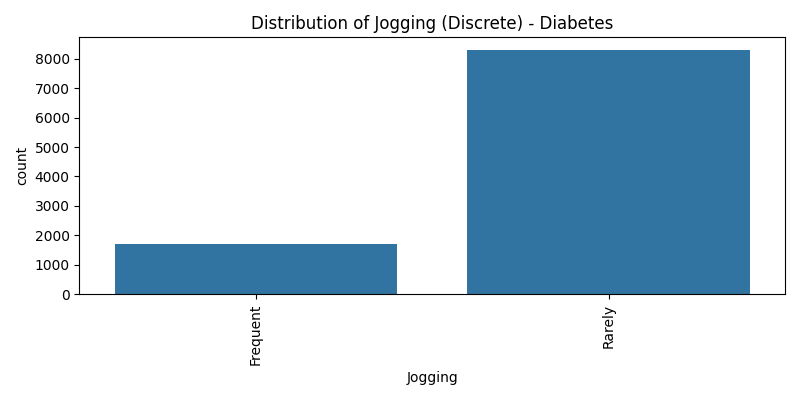 Distribution of Jogging (Discrete) - Diabetes
8000
7000
6000
5000
4000
3000
2000
1000
0
count
Frequent
Rarely
Jogging